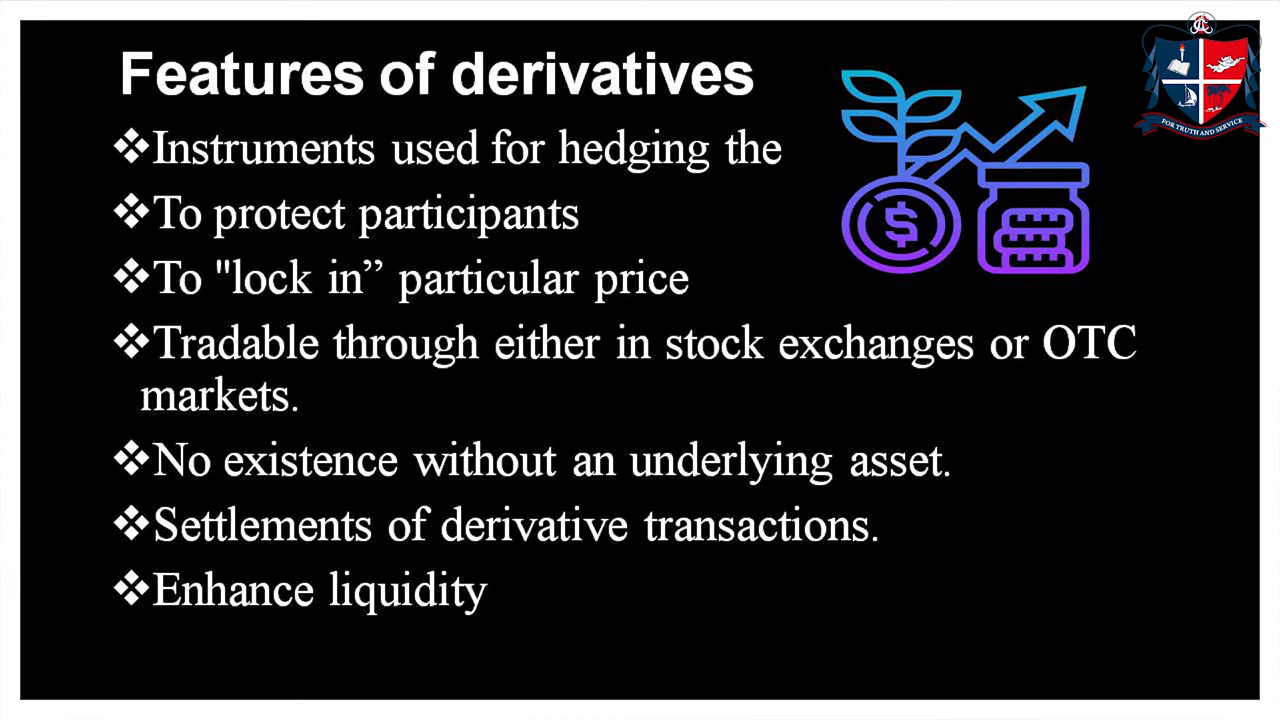 Features of derivatives
❖Instruments used for hedging the
❖To protect participants
❖To "lock in” particular price
❖Tradable through either in stock exchanges or OTC
markets.
❖No existence without an underlying asset.
❖Settlements of derivative transactions.
❖Enhance liquidity
$
FOR TRUTH AND SERVICE